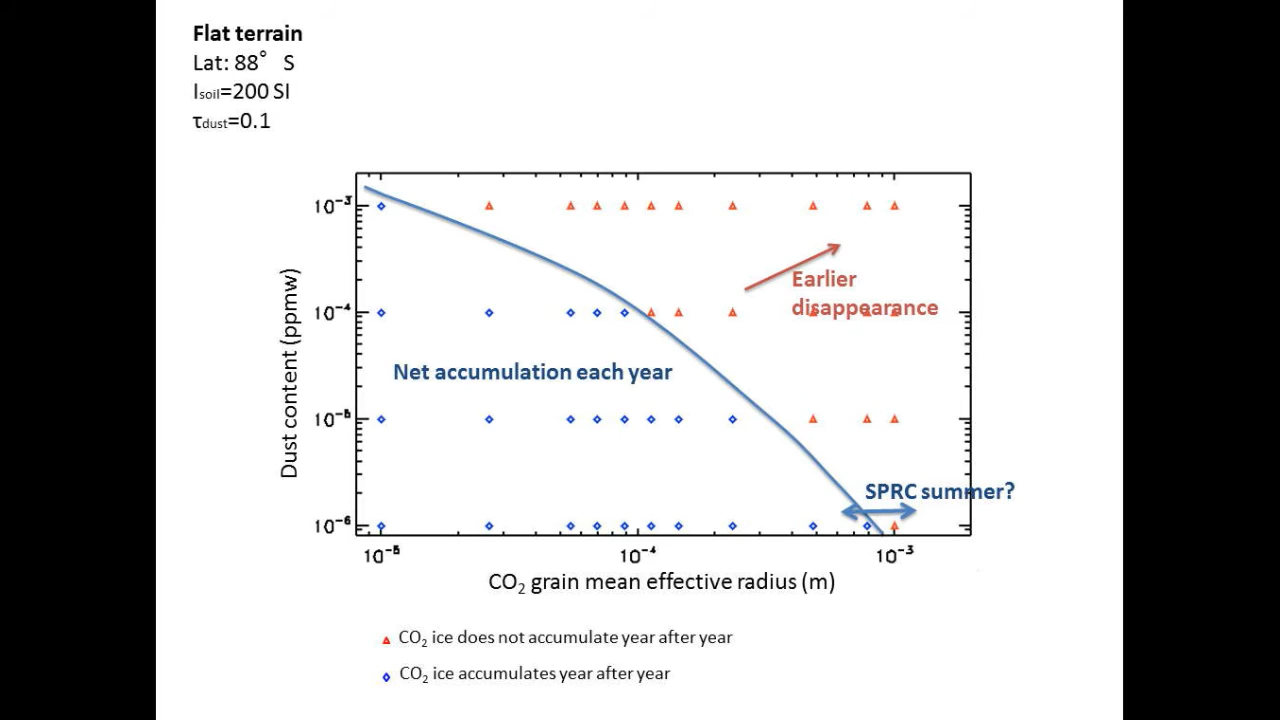 Flat terrain
Lat: 88° S
Isoil=200 SI
τdust=0.1
10⁻³
10⁻⁴
10⁻⁵
10⁻⁶
Dust content (ppmw)
Earlier
disappearance
Net accumulation each year
SPRC summer?
10⁻⁵ 10⁻⁴ 10⁻³
CO₂ grain mean effective radius (m)
CO₂ ice does not accumulate year after year
CO₂ ice accumulates year after year